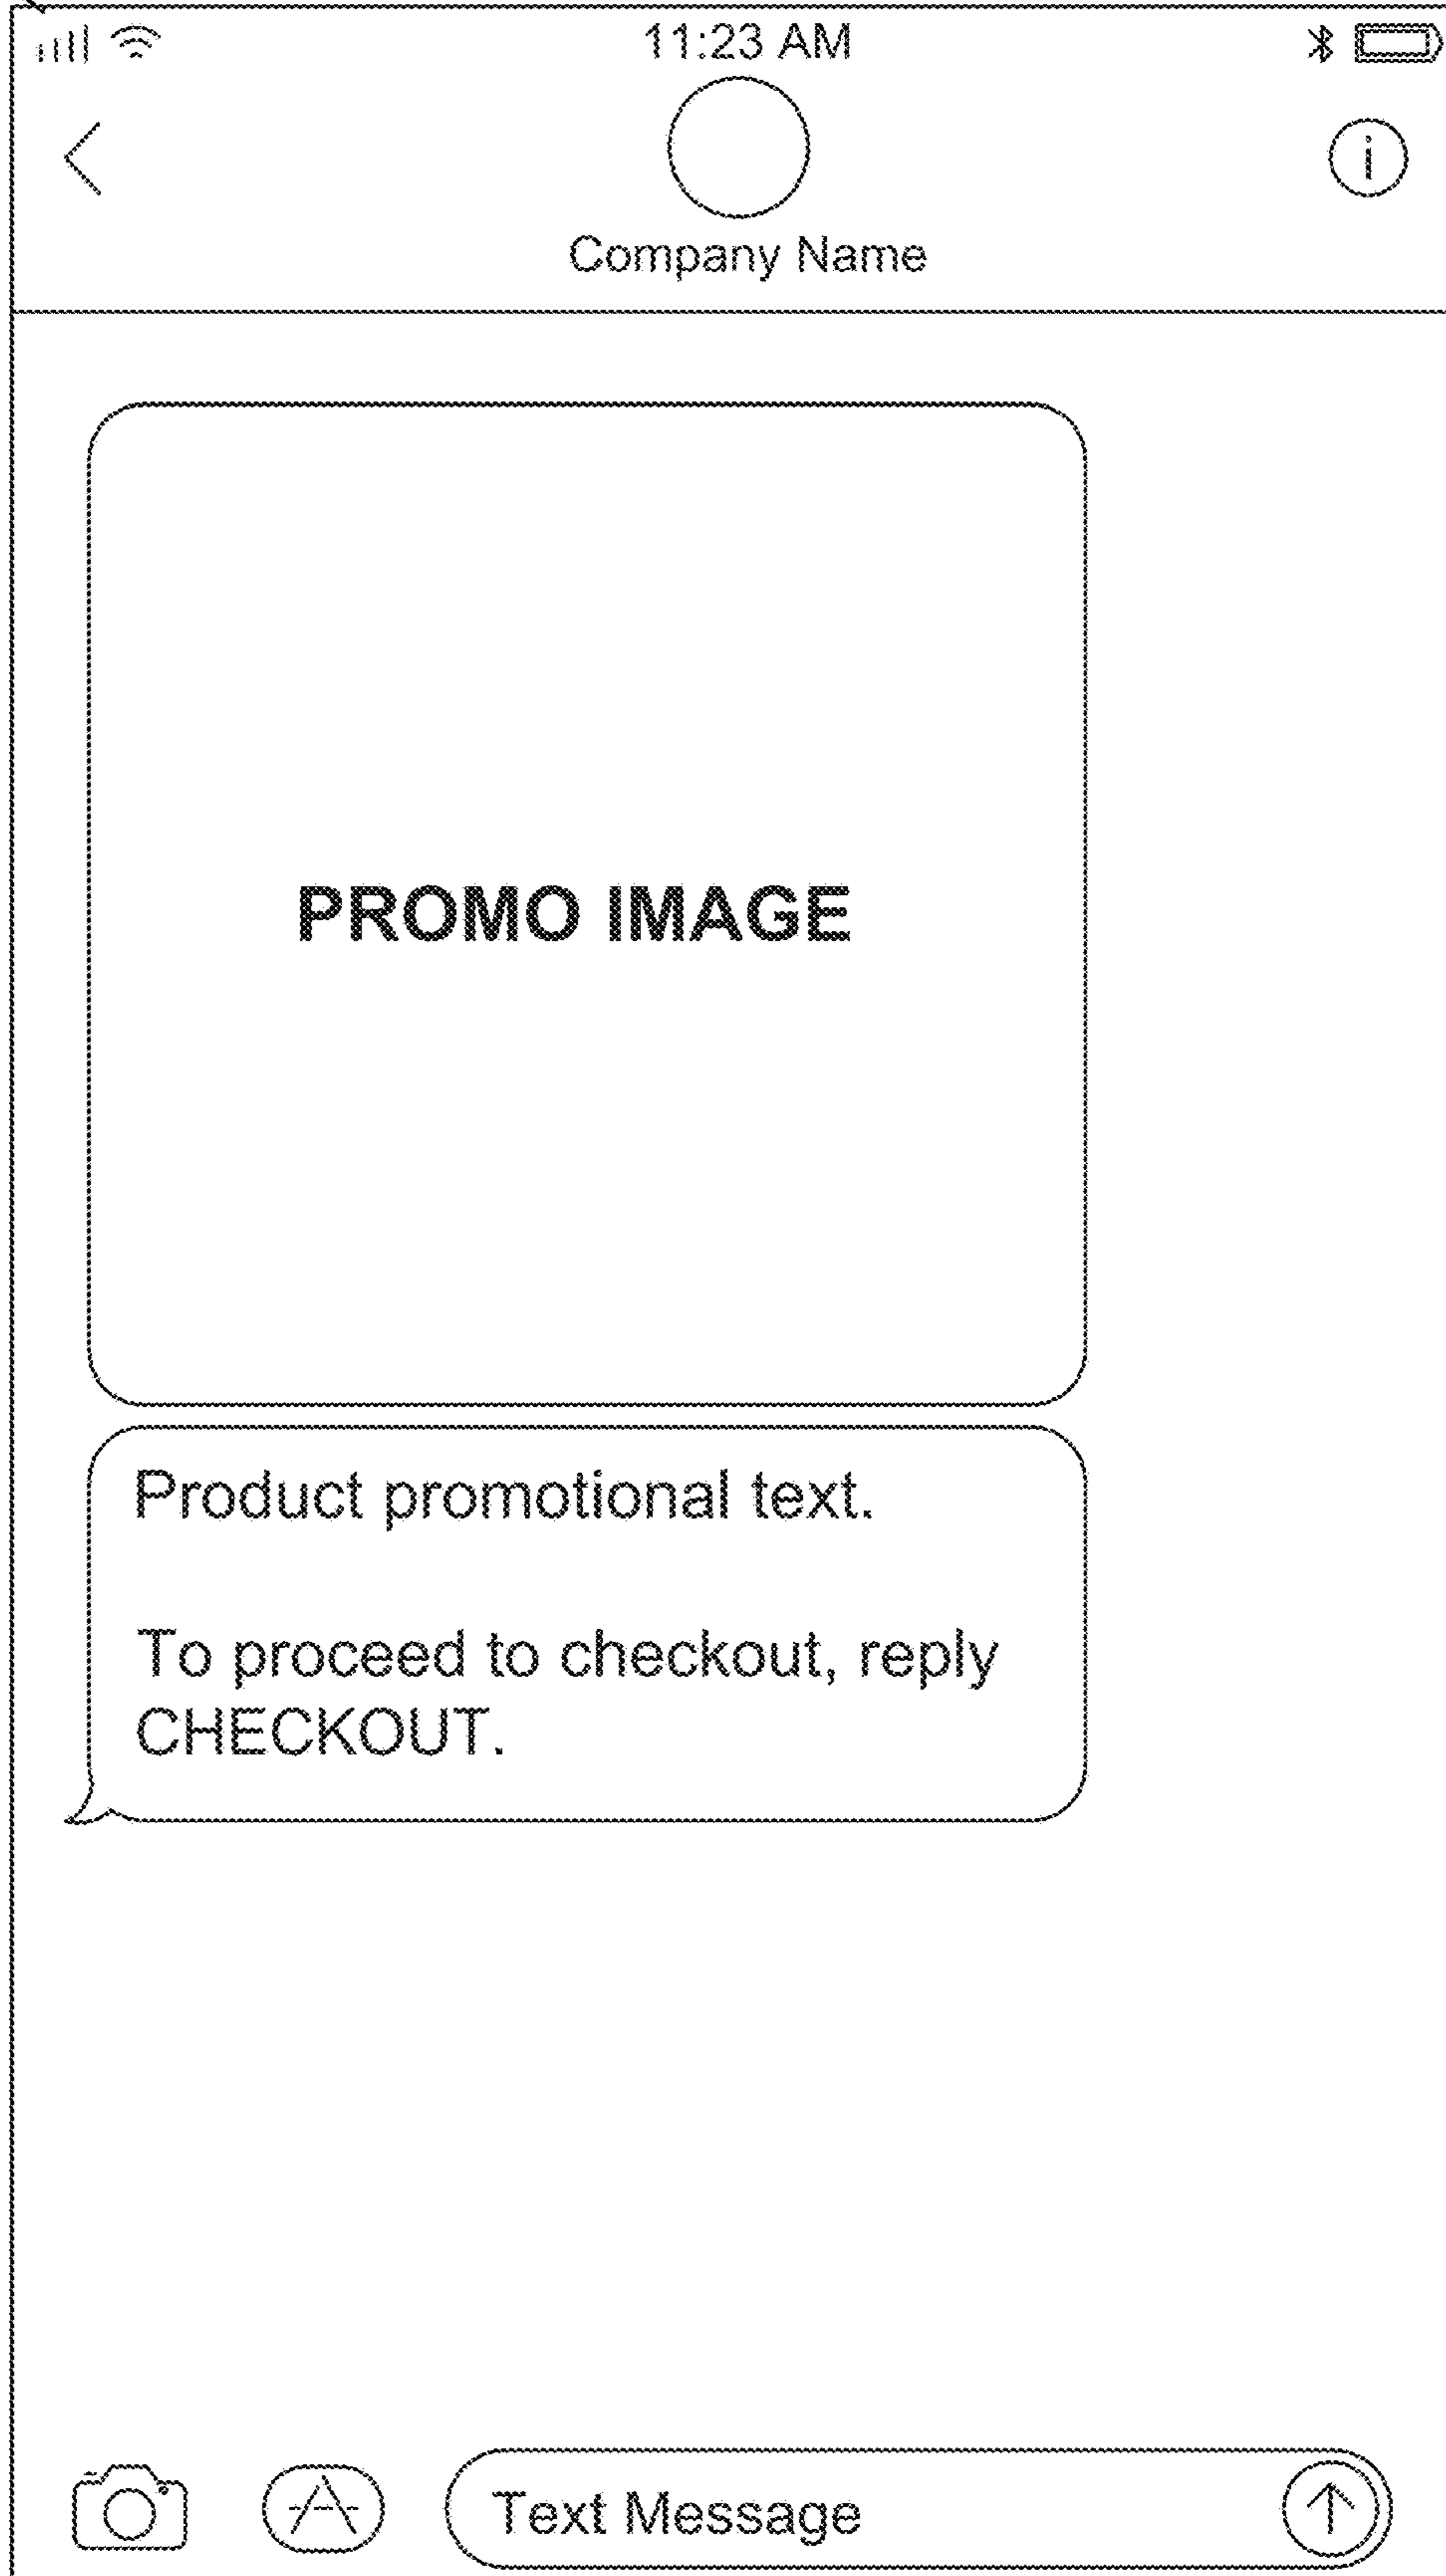 11:23 AM
i
Company Name
PROMO IMAGE
Product promotional text.
To proceed to checkout, reply
CHECKOUT.
Text Message